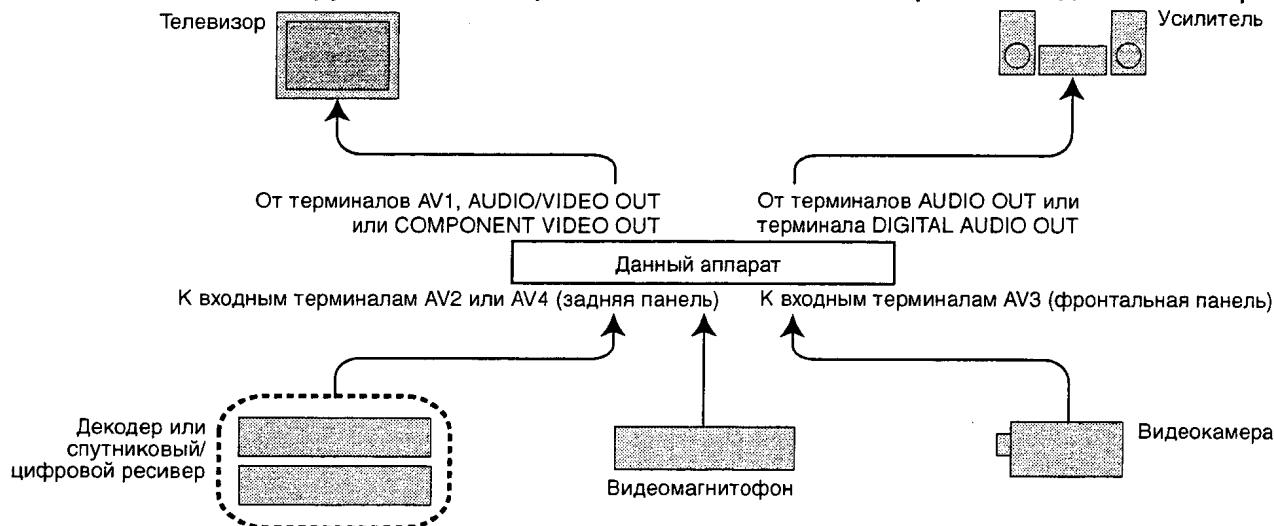 Телевизор
Усилитель
От терминалов AV1, AUDIO/VIDEO OUT
или COMPONENT VIDEO OUT
От терминалов AUDIO OUT или
терминала DIGITAL AUDIO OUT
Данный аппарат
К входным терминалам AV2 или AV4 (задняя панель)
К входным терминалам AV3 (фронтальная панель)
Декодер или
спутниковый/
цифровой ресивер
Видеомагнитофон
Видеокамера